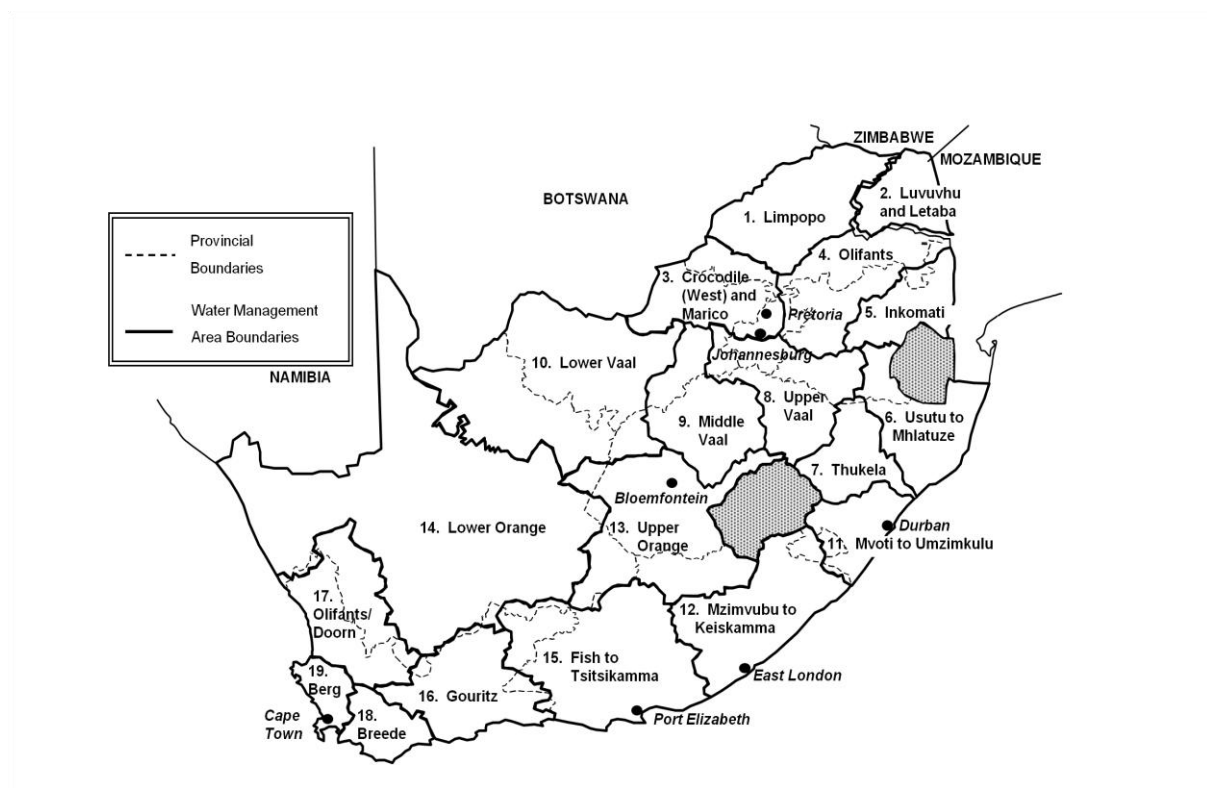 ZIMBABWE
MOZAMBIQUE
BOTSWANA
NAMIBIA
Provincial
Boundaries
Water Management
Area Boundaries
1. Limpopo
2. Luvuvhu
and Letaba
3. Crocodile
(West) and
Marico
4. Olifants
Pretoria
5. Inkomati
Johannesburg
10. Lower Vaal
8. Upper
Vaal
9. Middle
Vaal
6. Usutu to
Mhlatuze
7. Thukela
Bloemfontein
14. Lower Orange
13. Upper
Orange
Durban
11. Mvoti to Umzimkulu
17.
Olifants/
Doorn
12. Mzimvubu to
Keiskamma
15. Fish to
Tsitsikamma
East London
19.
Berg
16. Gouritz
Cape
Town
18.
Breede
Port Elizabeth